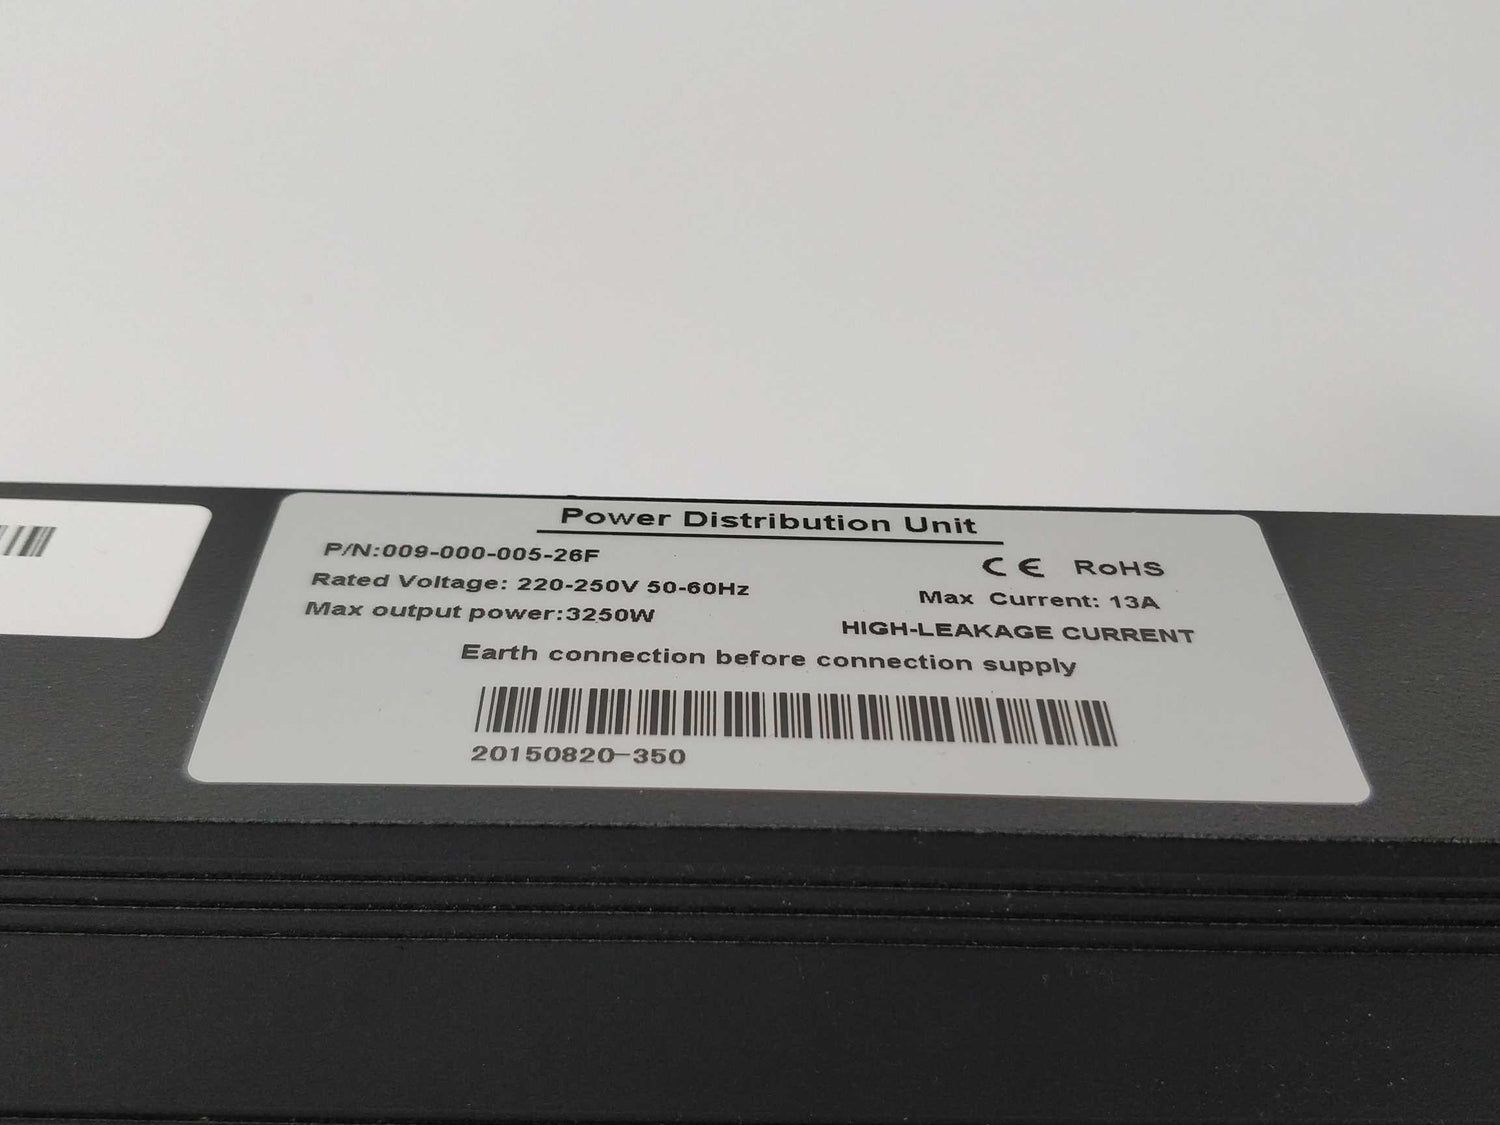 Power Distribution Unit
P/N:009-000-005-26F
CE RoHS
Rated Voltage: 220-250V 50-60Hz
Max Current: 13A
Max output power:3250W
HIGH-LEAKAGE CURRENT
Earth connection before connection supply
20150820-350